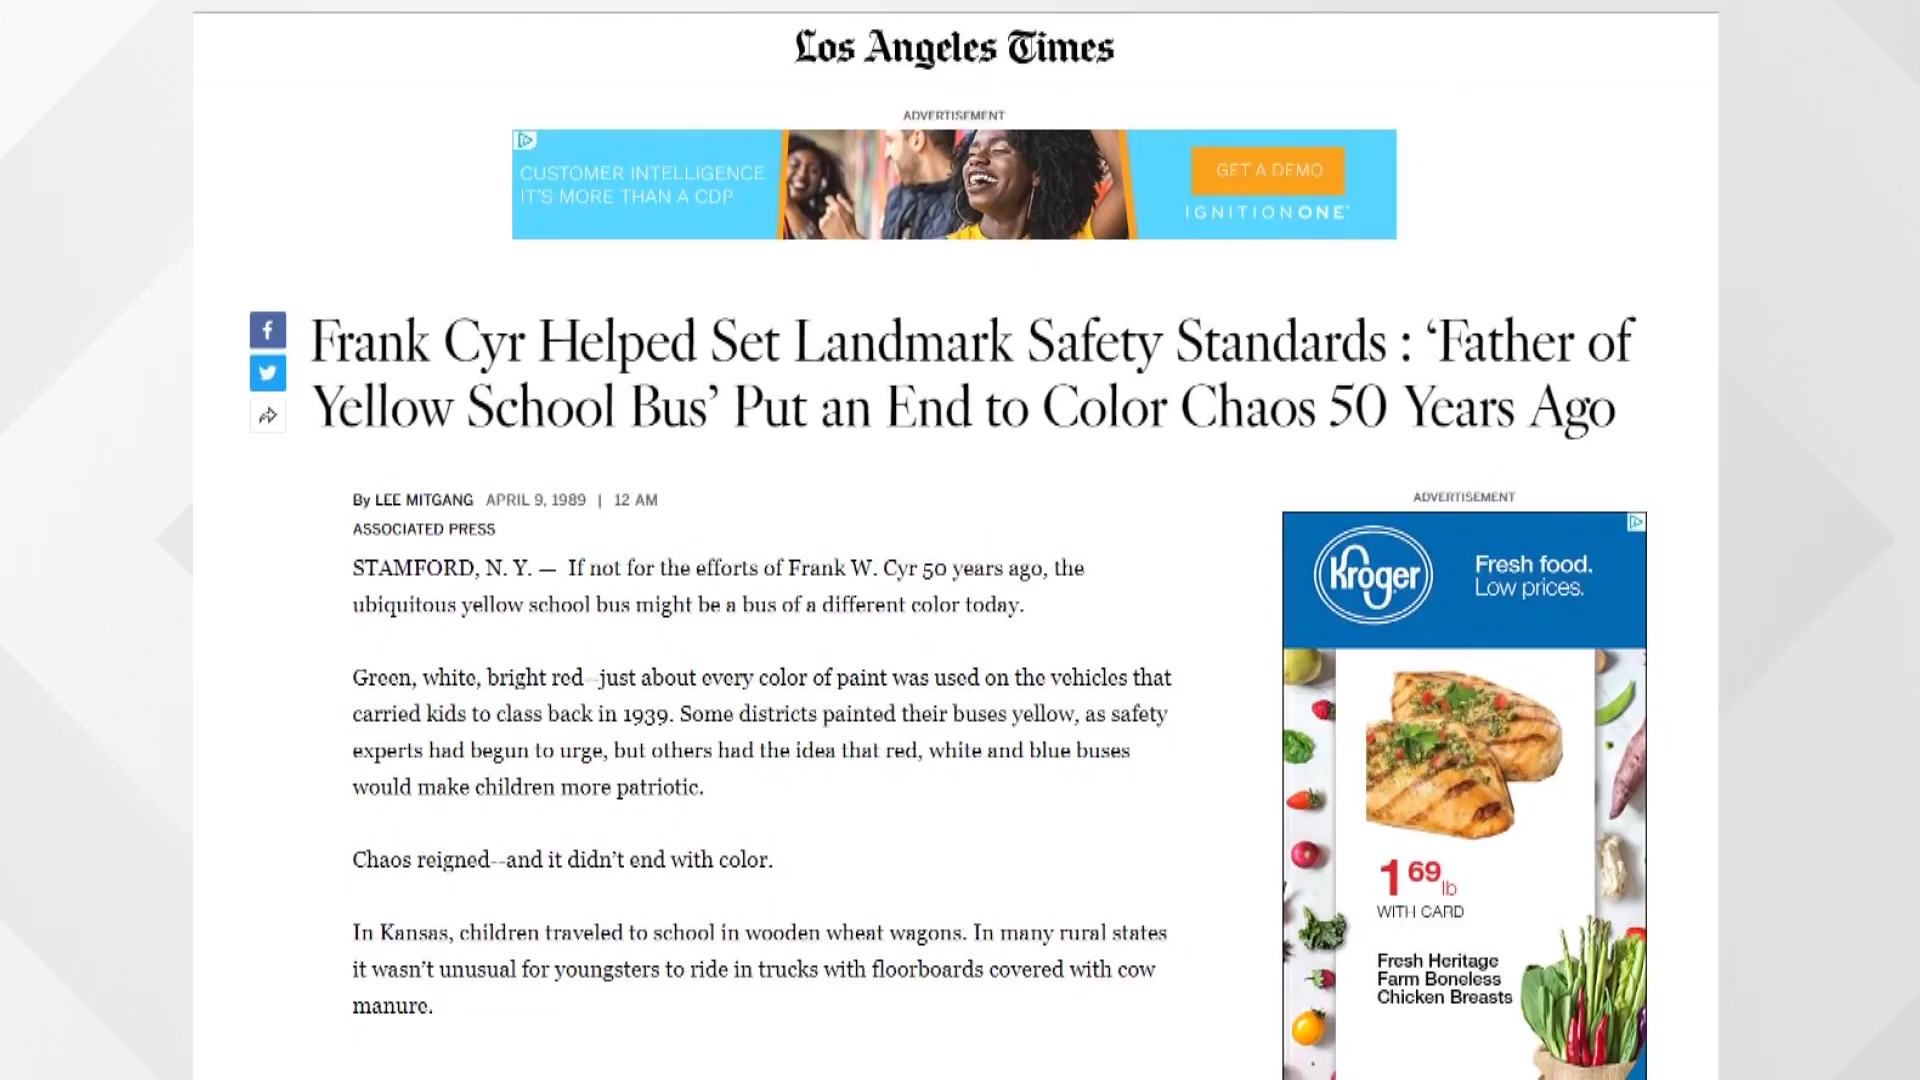 Los Angeles Times
ADVERTISEMENT
CUSTOMER INTELLIGENCE
IT'S MORE THAN A CDP
GET A DEMO
IGNITIONONE
Frank Cyr Helped Set Landmark Safety Standards : ‘Father of
Yellow School Bus’ Put an End to Color Chaos 50 Years Ago
By LEE MITGANG APRIL 9, 1989 | 12 AM
ASSOCIATED PRESS
STAMFORD, N. Y. — If not for the efforts of Frank W. Cyr 50 years ago, the
ubiquitous yellow school bus might be a bus of a different color today.
Green, white, bright red--just about every color of paint was used on the vehicles that
carried kids to class back in 1939. Some districts painted their buses yellow, as safety
experts had begun to urge, but others had the idea that red, white and blue buses
would make children more patriotic.
Chaos reigned--and it didn’t end with color.
In Kansas, children traveled to school in wooden wheat wagons. In many rural states
it wasn’t unusual for youngsters to ride in trucks with floorboards covered with cow
manure.
ADVERTISEMENT
Kroger
Fresh food.
Low prices.
1 69 lb
WITH CARD
Fresh Heritage
Farm Boneless
Chicken Breasts